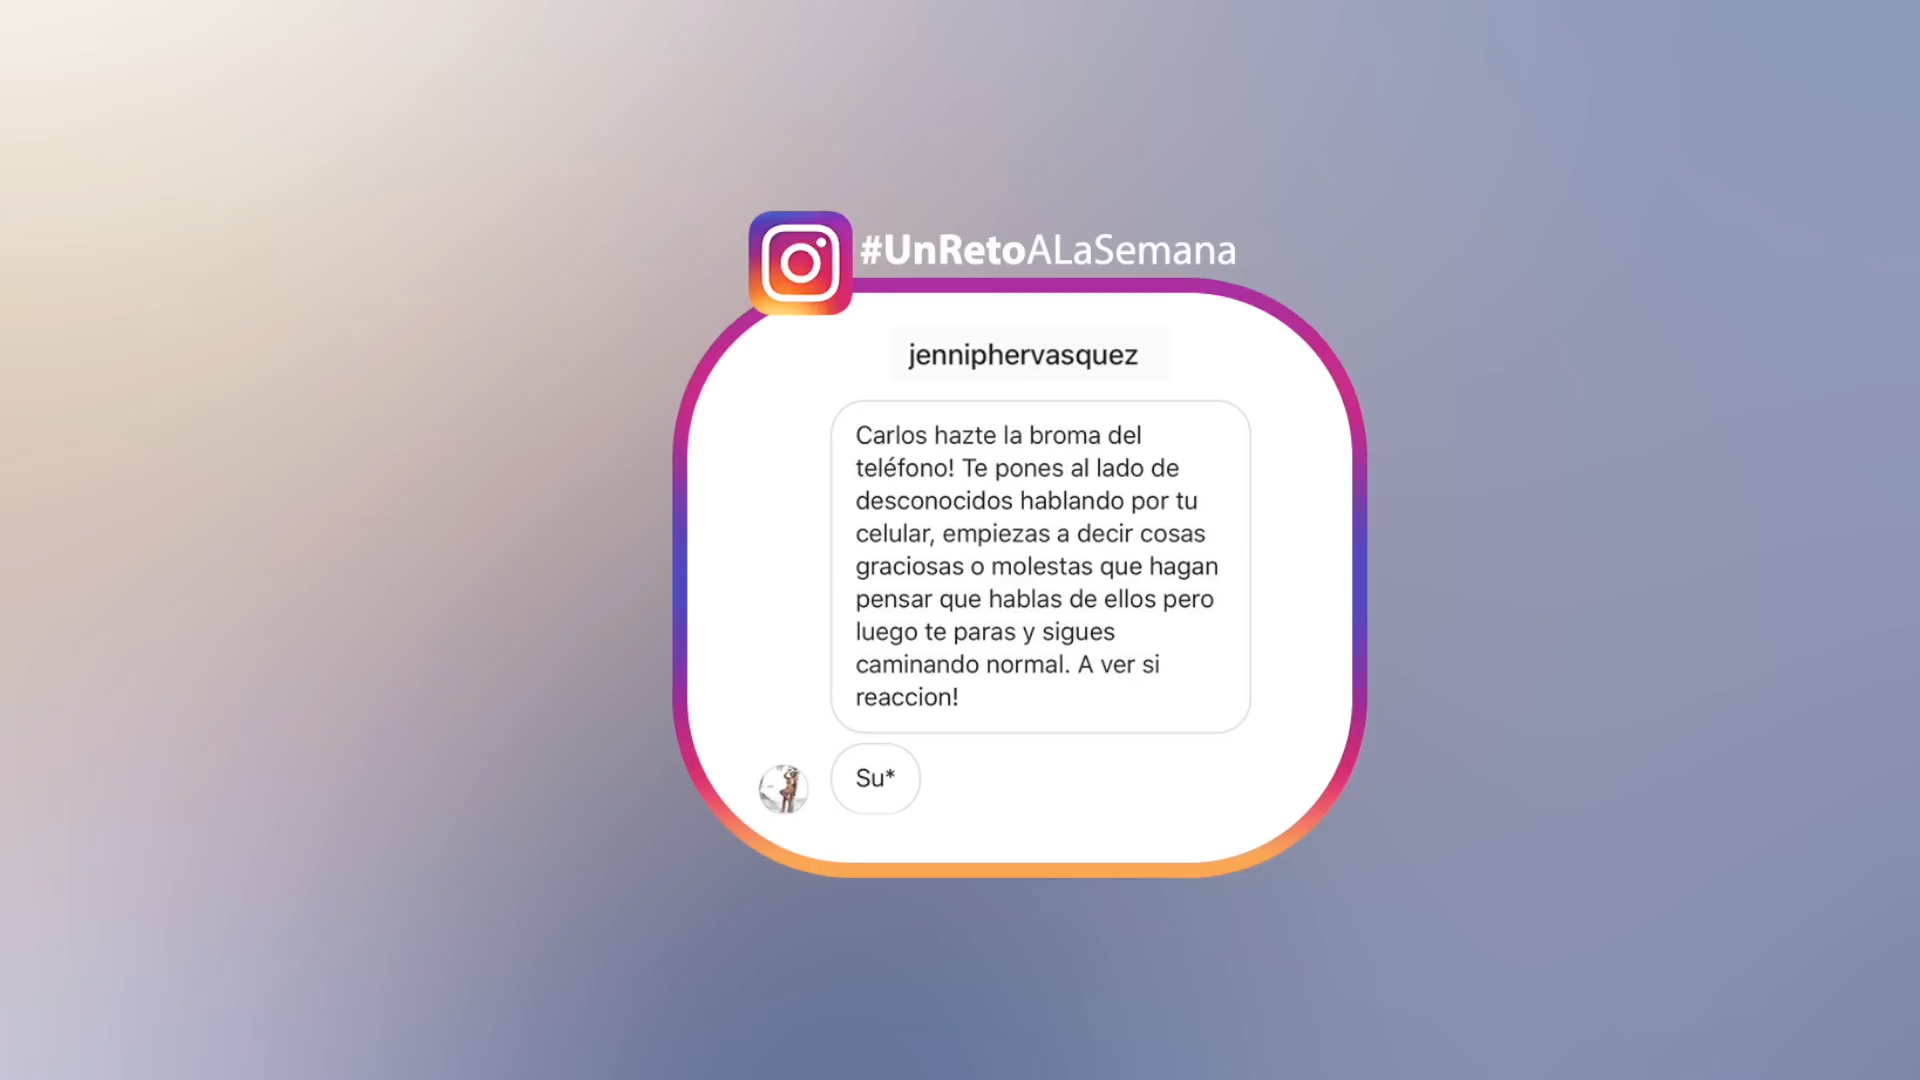 #UnRetoALaSemana
jenniphervasquez
Carlos hazte la broma del
teléfono! Te pones al lado de
desconocidos hablando por tu
celular, empiezas a decir cosas
graciosas o molestas que hagan
pensar que hablas de ellos pero
luego te paras y sigues
caminando normal. A ver si
reaccion!
Su*